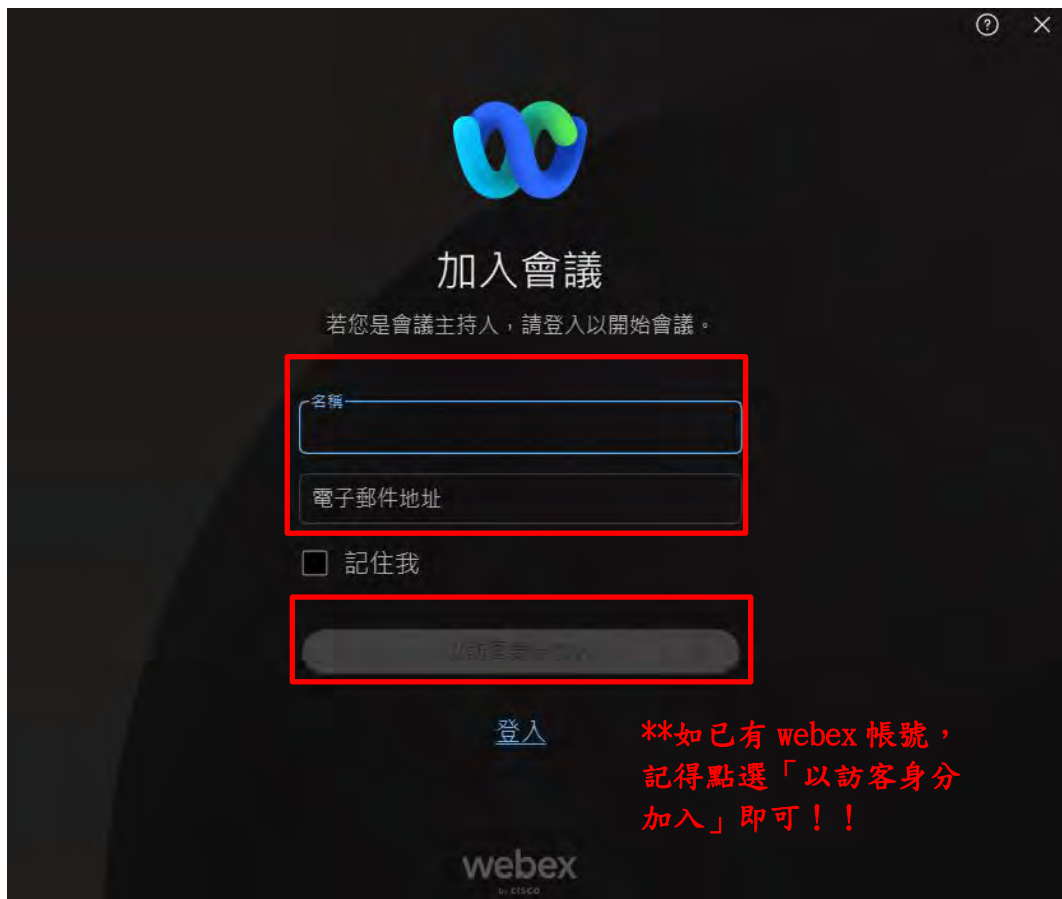 加入會議
若您是會議主持人，請登入以開始會議。
名稱
電子郵件地址
記住我
登入
**如已有 webex 帳號，
記得點選「以訪客身分
加入」即可！！
webex
by CISCO